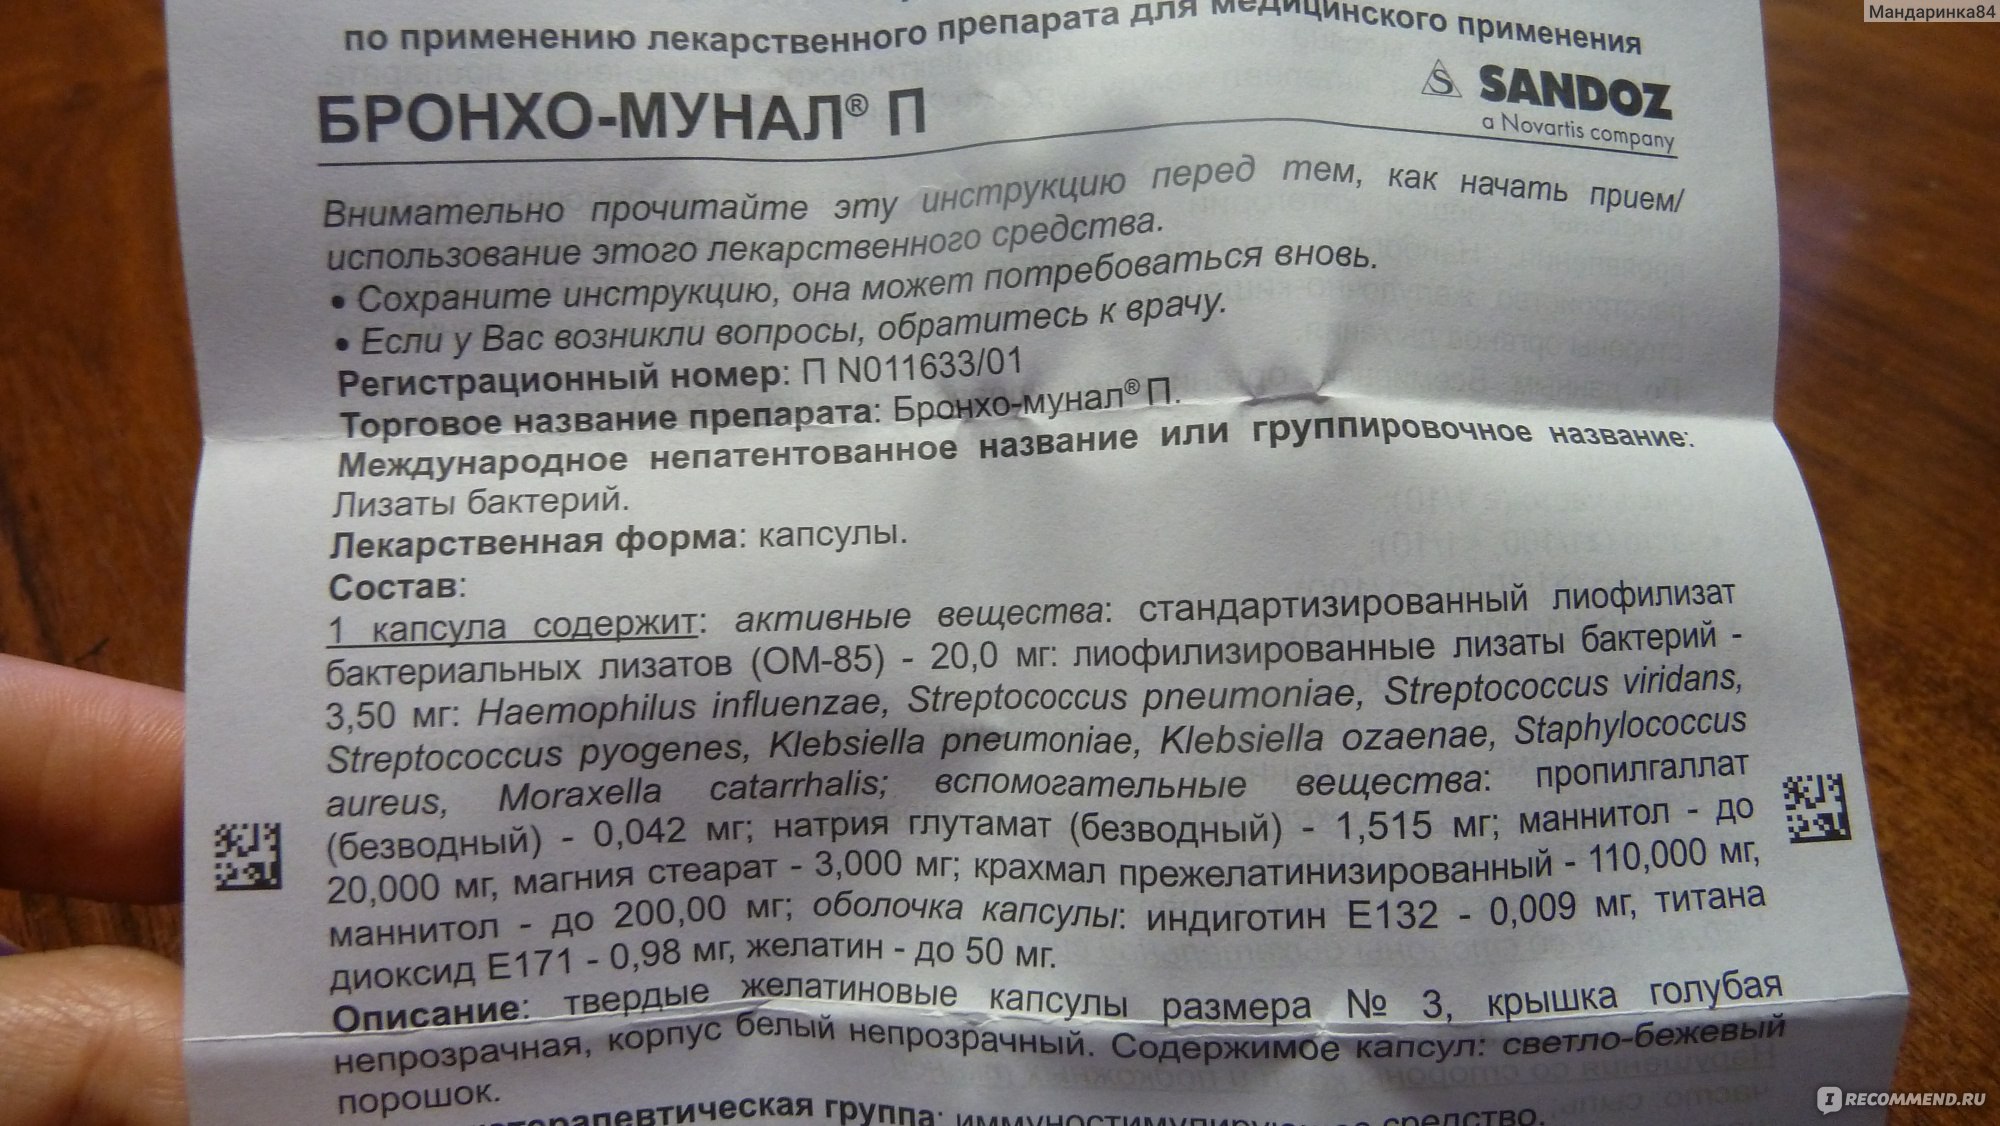 Мандаринка84
по применению лекарственного препарата для медицинского применения
БРОНХО-МУНАЛ® П
SANDOZ
a Novartis company
Внимательно прочитайте эту инструкцию перед тем, как начать прием/
использование этого лекарственного средства.
• Сохраните инструкцию, она может потребоваться вновь.
• Если у Вас возникли вопросы, обратитесь к врачу.
Регистрационный номер: П N011633/01
Торговое название препарата: Бронхо-мунал® П.
Международное непатентованное название или группировочное название:
Лизаты бактерий.
Лекарственная форма: капсулы.
Состав:
1 капсула содержит: активные вещества: стандартизированный лиофилизат
бактериальных лизатов (ОМ-85) - 20,0 мг: лиофилизированные лизаты бактерий -
3,50 мг: Haemophilus influenzae, Streptococcus pneumoniae, Streptococcus viridans,
Streptococcus pyogenes, Klebsiella pneumoniae, Klebsiella ozaenae, Staphylococcus
aureus, Moraxella catarrhalis; вспомогательные вещества: пропилгаллат
(безводный) - 0,042 мг; натрия глутамат (безводный) - 1,515 мг; маннитол - до
20,000 мг, магния стеарат - 3,000 мг; крахмал прежелатинизированный - 110,000 мг,
маннитол - до 200,00 мг; оболочка капсулы: индиготин Е132 - 0,009 мг, титана
диоксид Е171 - 0,98 мг, желатин - до 50 мг.
Описание: твердые желатиновые капсулы размера № 3, крышка голубая
непрозрачная, корпус белый непрозрачный. Содержимое капсул: светло-бежевый
порошок.
группа: средство.
IRECOMMEND.RU